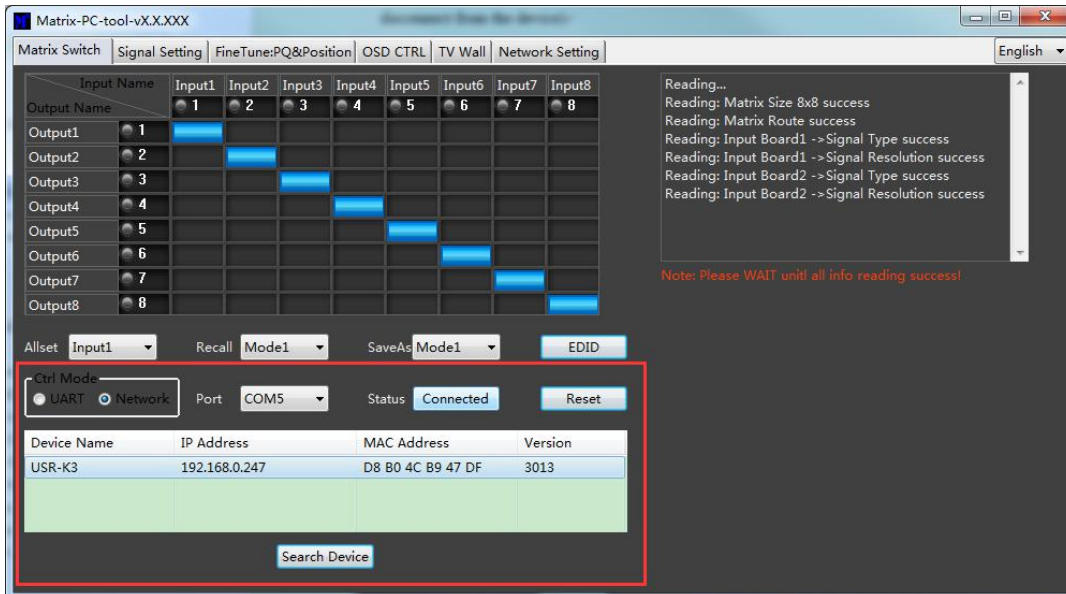 Matrix-PC-tool-vX.X.XXX
Matrix Switch Signal Setting FineTune:PQ&Position OSD CTRL TV Wall Network Setting English
Input Name Input1 Input2 Input3 Input4 Input5 Input6 Input7 Input8
Output Name 1 2 3 4 5 6 7 8
Output1 1
Output2 2
Output3 3
Output4 4
Output5 5
Output6 6
Output7 7
Output8 8
Reading...
Reading: Matrix Size 8x8 success
Reading: Matrix Route success
Reading: Input Board1 ->Signal Type success
Reading: Input Board1 ->Signal Resolution success
Reading: Input Board2 ->Signal Type success
Reading: Input Board2 ->Signal Resolution success
Note: Please WAIT unitl all info reading success!
Allset Input1 Recall Mode1 SaveAs Mode1 EDID
Ctrl Mode
UART Network Port COM5 Status Connected Reset
Device Name IP Address MAC Address Version
USR-K3 192.168.0.247 D8 B0 4C B9 47 DF 3013
Search Device